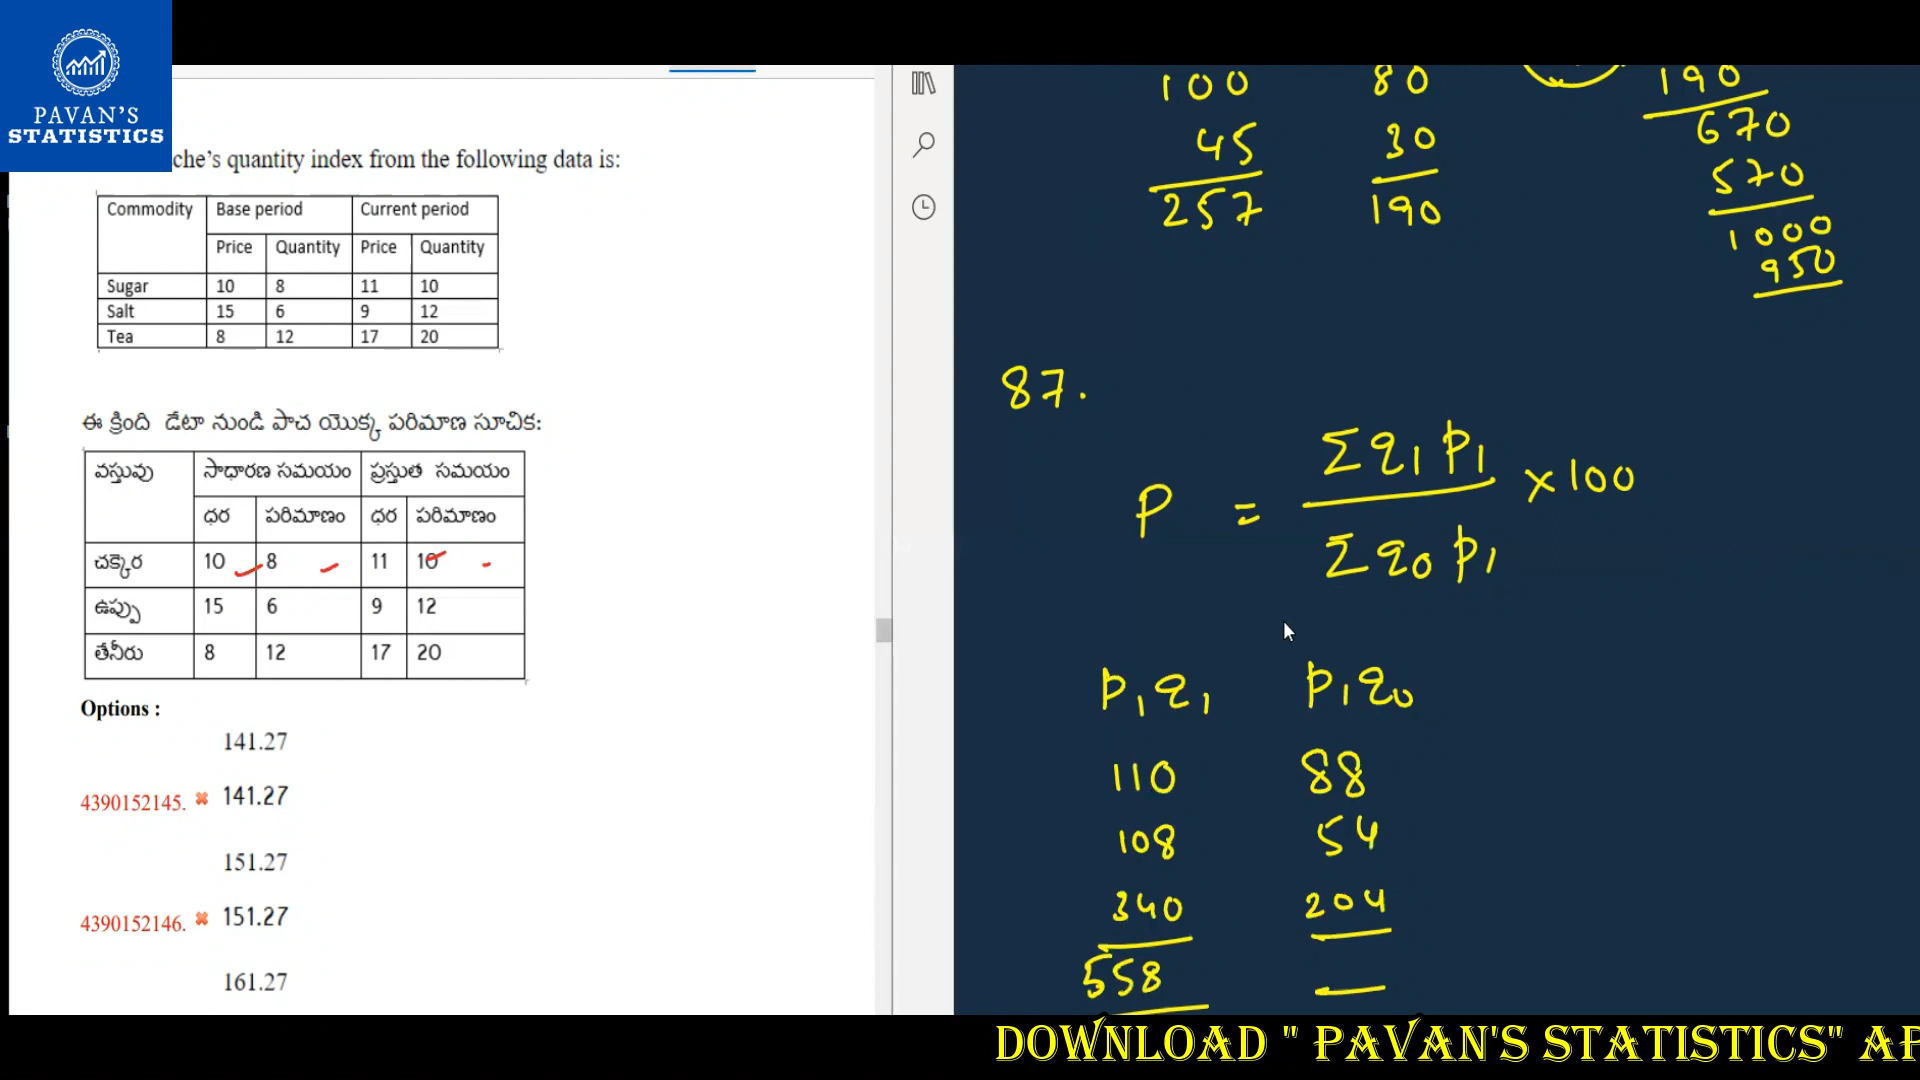 PAVAN'S
STATISTICS
che's quantity index from the following data is:
Commodity Base period Current period
Price Quantity Price Quantity
Sugar 10 8 11 10
Salt 15 6 9 12
Tea 8 12 17 20
ఈ క్రింది డేటా నుండి పాచ యొక్క పరిమాణ సూచిక:
వస్తువు సాధారణ సమయం ప్రస్తుత సమయం
ధర పరిమాణం ధర పరిమాణం
చక్కెర 10 8 11 10
ఉప్పు 15 6 9 12
తేనీరు 8 12 17 20
Options :
141.27
4390152145. ✖ 141.27
151.27
4390152146. ✖ 151.27
161.27
100 80 190
45 30 670
257 190 570
1000
950
87.
P = Σq₁p₁ / Σq₀p₁ ×100
p₁q₁ p₁q₀
110 88
108 54
340 204
558
DOWNLOAD " PAVAN'S STATISTICS" AP